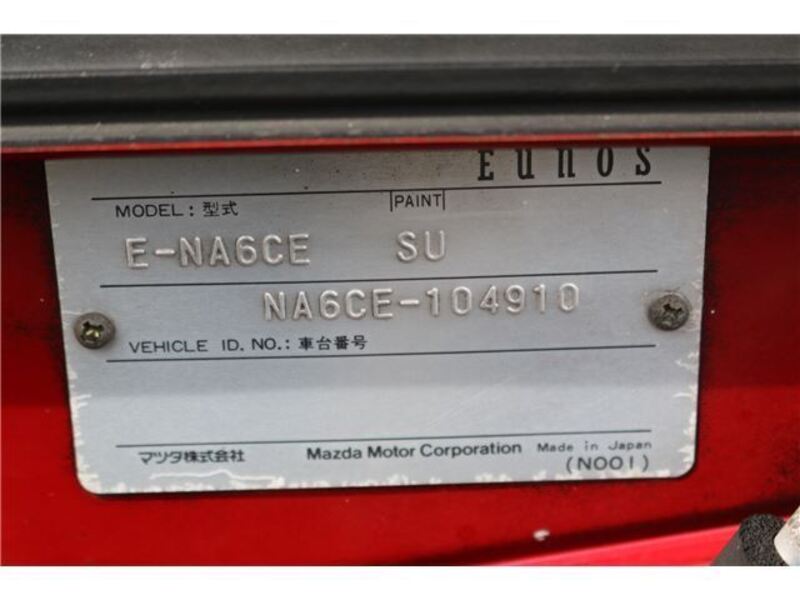 Eunos
MODEL: 型式 PAINT
E-NA6CE SU
NA6CE-104910
VEHICLE ID. NO.: 車台番号
マツダ株式会社 Mazda Motor Corporation Made in Japan
(N001)